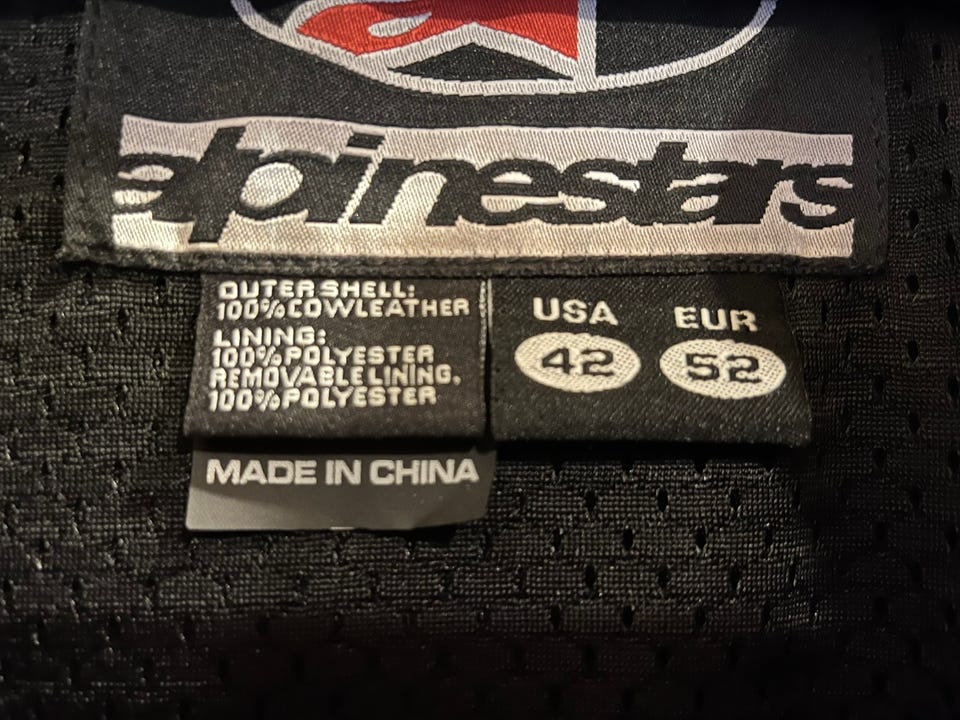 alpinestars
OUTER SHELL:
100% COWLEATHER
LINING:
100% POLYESTER
REMOVABLE LINING,
100% POLYESTER
USA EUR
42 52
MADE IN CHINA